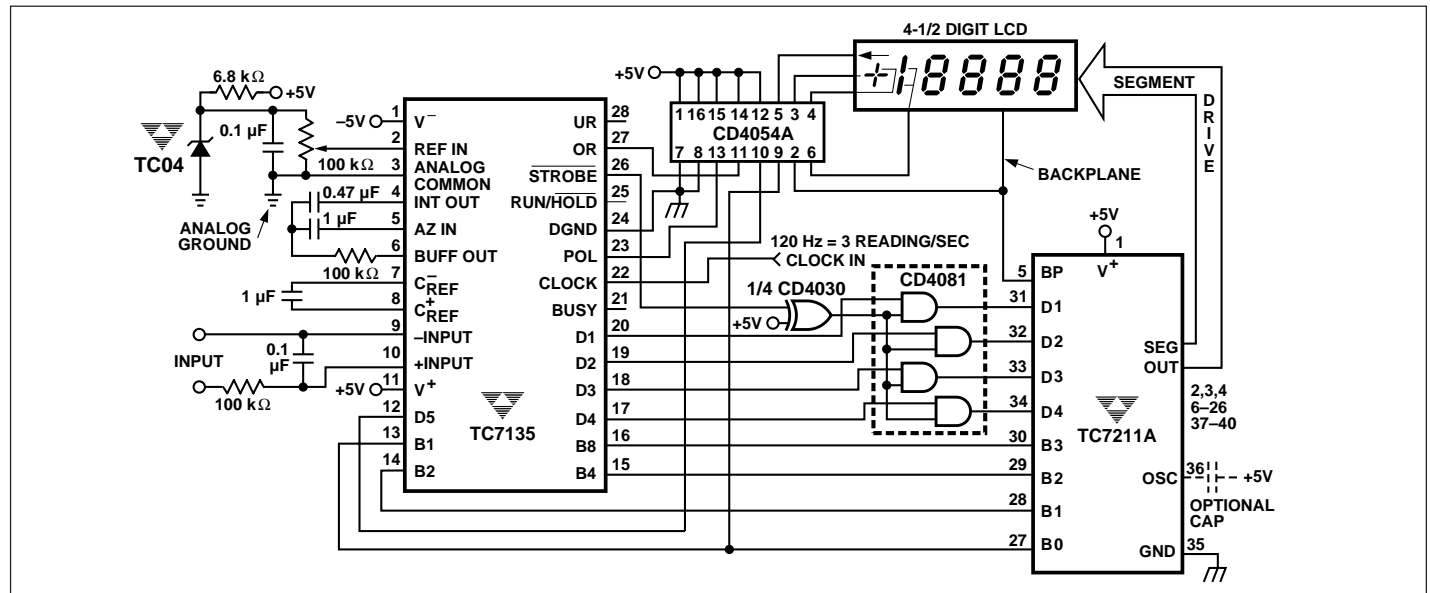 4-1/2 DIGIT LCD
6.8 kΩ
+5V
0.1 µF
TC04
100 kΩ
ANALOG
GROUND
0.47 µF
1 µF
100 kΩ
1 µF
INPUT
0.1
µF
100 kΩ
–5V
+5V
1 V–
2 REF IN
3 ANALOG
COMMON
4 INT OUT
5 AZ IN
6 BUFF OUT
7 C–REF
8 C+REF
9 –INPUT
10 +INPUT
11 V+
12 D5
13 B1
14 B2
TC7135
UR 28
OR 27
STROBE 26
RUN/HOLD 25
DGND 24
POL 23
CLOCK 22
BUSY 21
D1 20
D2 19
D3 18
D4 17
B8 16
B4 15
+5V
1 16 15 14 12 5 3 4
CD4054A
7 8 13 11 10 9 2 6
+18888
SEGMENT
DRIVE
BACKPLANE
120 Hz = 3 READING/SEC
CLOCK IN
1/4 CD4030
+5V
CD4081
+5V
1
V+
5 BP
31 D1
32 D2
33 D3
34 D4
30 B3
29 B2
28 B1
27 B0
TC7211A
SEG
OUT
2,3,4
6–26
37–40
OSC 36
+5V
OPTIONAL
CAP
GND 35